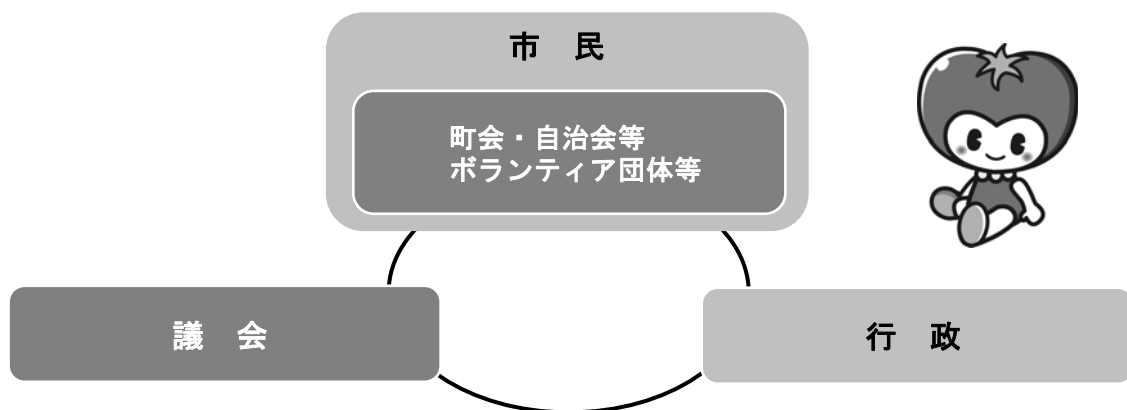 市　民
町会・自治会等
ボランティア団体等
議　会
行　政